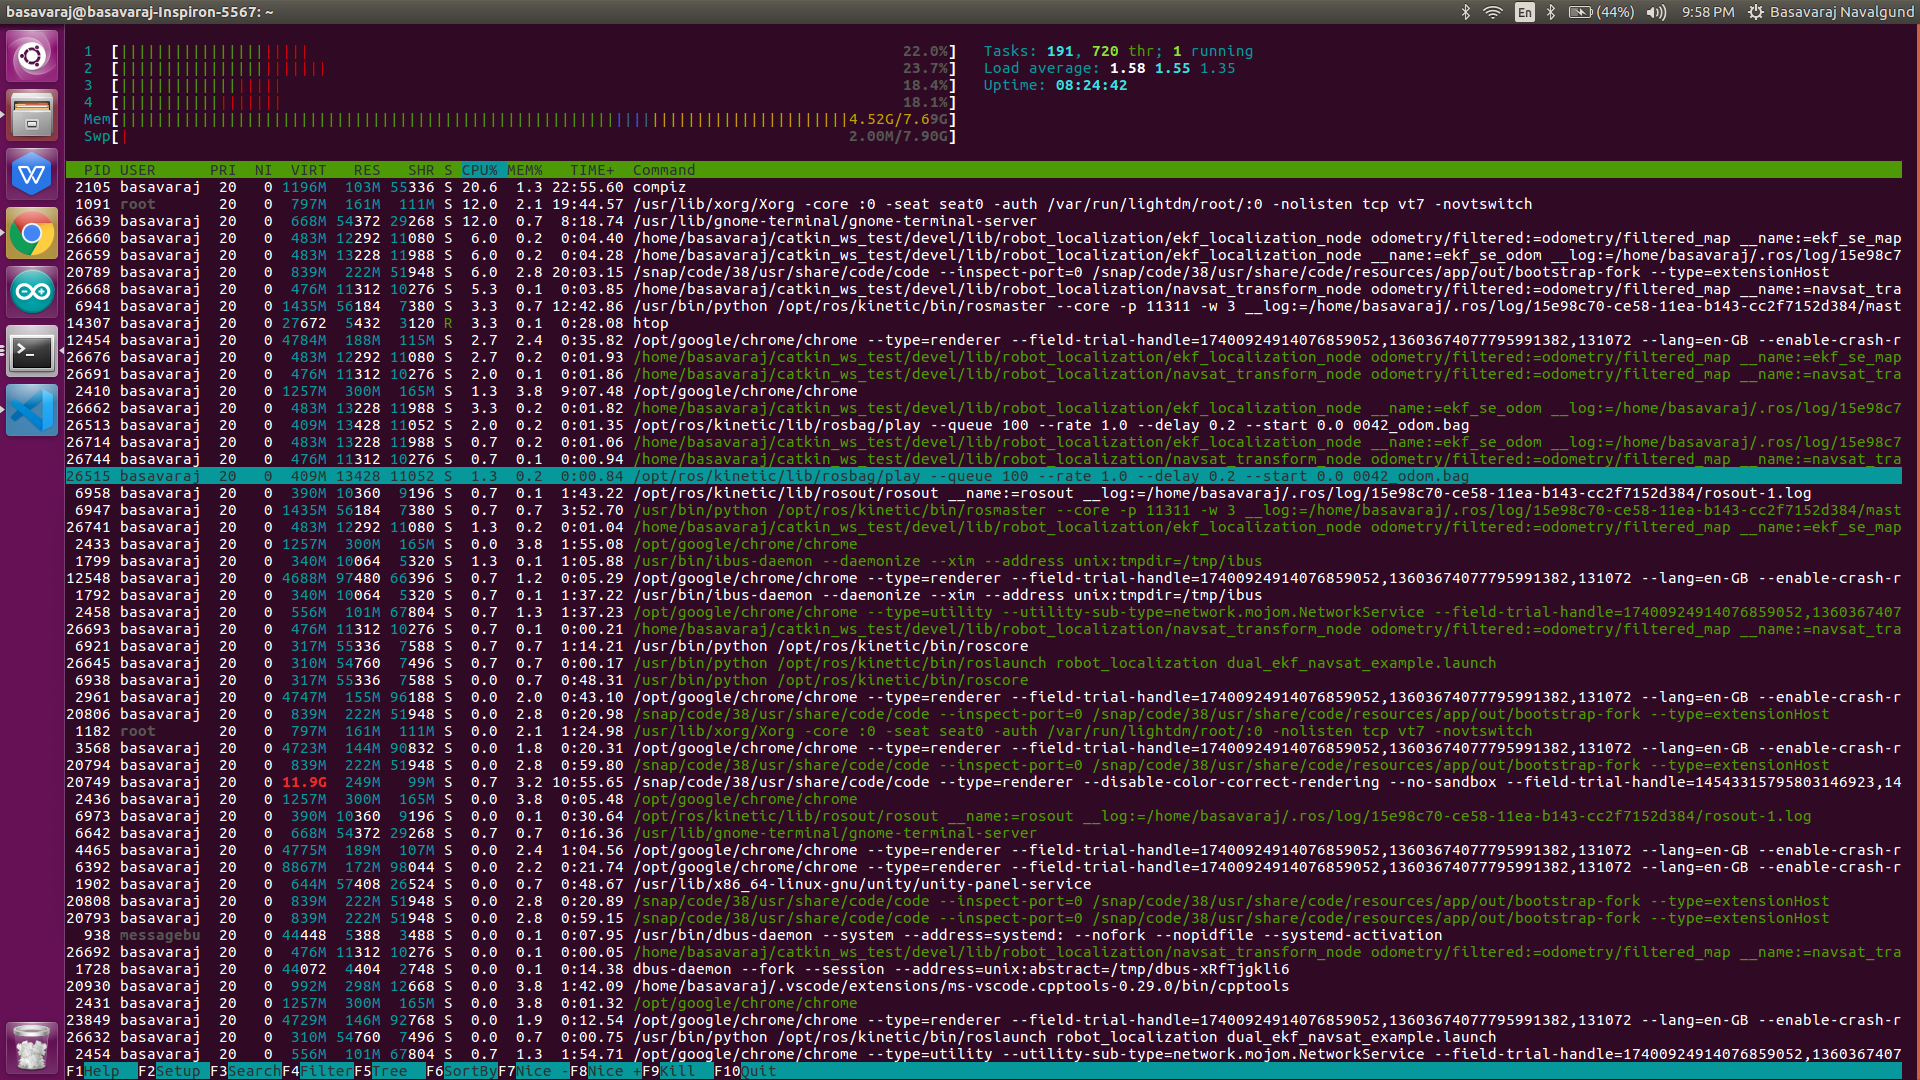 basavaraj@basavaraj-Inspiron-5567: ~ En (44%) 9:58 PM Basavaraj Navalgund
1 [ 22.0%] Tasks: 191, 720 thr; 1 running
2 [ 23.7%] Load average: 1.58 1.55 1.35
3 [ 18.4%] Uptime: 08:24:42
4 [ 18.1%]
Mem[ 4.52G/7.69G]
Swp[ 2.00M/7.90G]
PID USER PRI NI VIRT RES SHR S CPU% MEM% TIME+ Command
2105 basavaraj 20 0 1196M 103M 55336 S 20.6 1.3 22:55.60 compiz
1091 root 20 0 797M 161M 111M S 12.0 2.1 19:44.57 /usr/lib/xorg/Xorg -core :0 -seat seat0 -auth /var/run/lightdm/root/:0 -nolisten tcp vt7 -novtswitch
6639 basavaraj 20 0 668M 54372 29268 S 12.0 0.7 8:18.74 /usr/lib/gnome-terminal/gnome-terminal-server
26660 basavaraj 20 0 483M 12292 11080 S 6.0 0.2 0:04.40 /home/basavaraj/catkin_ws_test/devel/lib/robot_localization/ekf_localization_node odometry/filtered:=odometry/filtered_map __name:=ekf_se_map
26659 basavaraj 20 0 483M 13228 11988 S 6.0 0.2 0:04.28 /home/basavaraj/catkin_ws_test/devel/lib/robot_localization/ekf_localization_node __name:=ekf_se_odom __log:=/home/basavaraj/.ros/log/15e98c7
20789 basavaraj 20 0 839M 222M 51948 S 6.0 2.8 20:03.15 /snap/code/38/usr/share/code/code --inspect-port=0 /snap/code/38/usr/share/code/resources/app/out/bootstrap-fork --type=extensionHost
26668 basavaraj 20 0 476M 11312 10276 S 5.3 0.1 0:03.85 /home/basavaraj/catkin_ws_test/devel/lib/robot_localization/navsat_transform_node odometry/filtered:=odometry/filtered_map __name:=navsat_tra
6941 basavaraj 20 0 1435M 56184 7380 S 3.3 0.7 12:42.86 /usr/bin/python /opt/ros/kinetic/bin/rosmaster --core -p 11311 -w 3 __log:=/home/basavaraj/.ros/log/15e98c70-ce58-11ea-b143-cc2f7152d384/mast
14307 basavaraj 20 0 27672 5432 3120 R 3.3 0.1 0:28.08 htop
12454 basavaraj 20 0 4784M 188M 115M S 2.7 2.4 0:35.82 /opt/google/chrome/chrome --type=renderer --field-trial-handle=17400924914076859052,13603674077795991382,131072 --lang=en-GB --enable-crash-r
26676 basavaraj 20 0 483M 12292 11080 S 2.7 0.2 0:01.93 /home/basavaraj/catkin_ws_test/devel/lib/robot_localization/ekf_localization_node odometry/filtered:=odometry/filtered_map __name:=ekf_se_map
26691 basavaraj 20 0 476M 11312 10276 S 2.0 0.1 0:01.86 /home/basavaraj/catkin_ws_test/devel/lib/robot_localization/navsat_transform_node odometry/filtered:=odometry/filtered_map __name:=navsat_tra
2410 basavaraj 20 0 1257M 300M 165M S 1.3 3.8 9:07.48 /opt/google/chrome/chrome
26662 basavaraj 20 0 483M 13228 11988 S 3.3 0.2 0:01.82 /home/basavaraj/catkin_ws_test/devel/lib/robot_localization/ekf_localization_node __name:=ekf_se_odom __log:=/home/basavaraj/.ros/log/15e98c7
26513 basavaraj 20 0 409M 13428 11052 S 2.0 0.2 0:01.35 /opt/ros/kinetic/lib/rosbag/play --queue 100 --rate 1.0 --delay 0.2 --start 0.0 0042_odom.bag
26714 basavaraj 20 0 483M 13228 11988 S 0.7 0.2 0:01.06 /home/basavaraj/catkin_ws_test/devel/lib/robot_localization/ekf_localization_node __name:=ekf_se_odom __log:=/home/basavaraj/.ros/log/15e98c7
26744 basavaraj 20 0 476M 11312 10276 S 0.7 0.1 0:00.94 /home/basavaraj/catkin_ws_test/devel/lib/robot_localization/navsat_transform_node odometry/filtered:=odometry/filtered_map __name:=navsat_tra
26515 basavaraj 20 0 409M 13428 11052 S 1.3 0.2 0:00.84 /opt/ros/kinetic/lib/rosbag/play --queue 100 --rate 1.0 --delay 0.2 --start 0.0 0042_odom.bag
6958 basavaraj 20 0 390M 10360 9196 S 0.7 0.1 1:43.22 /opt/ros/kinetic/lib/rosout/rosout __name:=rosout __log:=/home/basavaraj/.ros/log/15e98c70-ce58-11ea-b143-cc2f7152d384/rosout-1.log
6947 basavaraj 20 0 1435M 56184 7380 S 0.7 0.7 3:52.70 /usr/bin/python /opt/ros/kinetic/bin/rosmaster --core -p 11311 -w 3 __log:=/home/basavaraj/.ros/log/15e98c70-ce58-11ea-b143-cc2f7152d384/mast
26741 basavaraj 20 0 483M 12292 11080 S 1.3 0.2 0:01.04 /home/basavaraj/catkin_ws_test/devel/lib/robot_localization/ekf_localization_node odometry/filtered:=odometry/filtered_map __name:=ekf_se_map
2433 basavaraj 20 0 1257M 300M 165M S 0.0 3.8 1:55.08 /opt/google/chrome/chrome
1799 basavaraj 20 0 340M 10064 5320 S 1.3 0.1 1:05.88 /usr/bin/ibus-daemon --daemonize --xim --address unix:tmpdir=/tmp/ibus
12548 basavaraj 20 0 4688M 97480 66396 S 0.7 1.2 0:05.29 /opt/google/chrome/chrome --type=renderer --field-trial-handle=17400924914076859052,13603674077795991382,131072 --lang=en-GB --enable-crash-r
1792 basavaraj 20 0 340M 10064 5320 S 0.7 0.1 1:37.22 /usr/bin/ibus-daemon --daemonize --xim --address unix:tmpdir=/tmp/ibus
2458 basavaraj 20 0 556M 101M 67804 S 0.7 1.3 1:37.23 /opt/google/chrome/chrome --type=utility --utility-sub-type=network.mojom.NetworkService --field-trial-handle=17400924914076859052,1360367407
26693 basavaraj 20 0 476M 11312 10276 S 0.7 0.1 0:00.21 /home/basavaraj/catkin_ws_test/devel/lib/robot_localization/navsat_transform_node odometry/filtered:=odometry/filtered_map __name:=navsat_tra
6921 basavaraj 20 0 317M 55336 7588 S 0.7 0.7 1:14.21 /usr/bin/python /opt/ros/kinetic/bin/roscore
26645 basavaraj 20 0 310M 54760 7496 S 0.7 0.7 0:00.17 /usr/bin/python /opt/ros/kinetic/bin/roslaunch robot_localization dual_ekf_navsat_example.launch
6938 basavaraj 20 0 317M 55336 7588 S 0.0 0.7 0:48.31 /usr/bin/python /opt/ros/kinetic/bin/roscore
2961 basavaraj 20 0 4747M 155M 96188 S 0.0 2.0 0:43.10 /opt/google/chrome/chrome --type=renderer --field-trial-handle=17400924914076859052,13603674077795991382,131072 --lang=en-GB --enable-crash-r
20806 basavaraj 20 0 839M 222M 51948 S 0.0 2.8 0:20.98 /snap/code/38/usr/share/code/code --inspect-port=0 /snap/code/38/usr/share/code/resources/app/out/bootstrap-fork --type=extensionHost
1182 root 20 0 797M 161M 111M S 0.0 2.1 1:24.98 /usr/lib/xorg/Xorg -core :0 -seat seat0 -auth /var/run/lightdm/root/:0 -nolisten tcp vt7 -novtswitch
3568 basavaraj 20 0 4723M 144M 90832 S 0.0 1.8 0:20.31 /opt/google/chrome/chrome --type=renderer --field-trial-handle=17400924914076859052,13603674077795991382,131072 --lang=en-GB --enable-crash-r
20794 basavaraj 20 0 839M 222M 51948 S 0.0 2.8 0:59.80 /snap/code/38/usr/share/code/code --inspect-port=0 /snap/code/38/usr/share/code/resources/app/out/bootstrap-fork --type=extensionHost
20749 basavaraj 20 0 11.9G 249M 99M S 0.7 3.2 10:55.65 /snap/code/38/usr/share/code/code --type=renderer --disable-color-correct-rendering --no-sandbox --field-trial-handle=14543315795803146923,14
2436 basavaraj 20 0 1257M 300M 165M S 0.0 3.8 0:05.48 /opt/google/chrome/chrome
6973 basavaraj 20 0 390M 10360 9196 S 0.0 0.1 0:30.64 /opt/ros/kinetic/lib/rosout/rosout __name:=rosout __log:=/home/basavaraj/.ros/log/15e98c70-ce58-11ea-b143-cc2f7152d384/rosout-1.log
6642 basavaraj 20 0 668M 54372 29268 S 0.7 0.7 0:16.36 /usr/lib/gnome-terminal/gnome-terminal-server
4465 basavaraj 20 0 4775M 189M 107M S 0.0 2.4 1:04.56 /opt/google/chrome/chrome --type=renderer --field-trial-handle=17400924914076859052,13603674077795991382,131072 --lang=en-GB --enable-crash-r
6392 basavaraj 20 0 8867M 172M 98044 S 0.0 2.2 0:21.74 /opt/google/chrome/chrome --type=renderer --field-trial-handle=17400924914076859052,13603674077795991382,131072 --lang=en-GB --enable-crash-r
1902 basavaraj 20 0 644M 57408 26524 S 0.0 0.7 0:48.67 /usr/lib/x86_64-linux-gnu/unity/unity-panel-service
20808 basavaraj 20 0 839M 222M 51948 S 0.0 2.8 0:20.89 /snap/code/38/usr/share/code/code --inspect-port=0 /snap/code/38/usr/share/code/resources/app/out/bootstrap-fork --type=extensionHost
20793 basavaraj 20 0 839M 222M 51948 S 0.0 2.8 0:59.15 /snap/code/38/usr/share/code/code --inspect-port=0 /snap/code/38/usr/share/code/resources/app/out/bootstrap-fork --type=extensionHost
938 messagebu 20 0 44448 5388 3488 S 0.0 0.1 0:07.95 /usr/bin/dbus-daemon --system --address=systemd: --nofork --nopidfile --systemd-activation
26692 basavaraj 20 0 476M 11312 10276 S 0.0 0.1 0:00.05 /home/basavaraj/catkin_ws_test/devel/lib/robot_localization/navsat_transform_node odometry/filtered:=odometry/filtered_map __name:=navsat_tra
1728 basavaraj 20 0 44072 4404 2748 S 0.0 0.1 0:14.38 dbus-daemon --fork --session --address=unix:abstract=/tmp/dbus-xRfTjgkli6
20930 basavaraj 20 0 992M 298M 12668 S 0.0 3.8 1:42.09 /home/basavaraj/.vscode/extensions/ms-vscode.cpptools-0.29.0/bin/cpptools
2431 basavaraj 20 0 1257M 300M 165M S 0.0 3.8 0:01.32 /opt/google/chrome/chrome
23849 basavaraj 20 0 4729M 146M 92768 S 0.0 1.9 0:12.54 /opt/google/chrome/chrome --type=renderer --field-trial-handle=17400924914076859052,13603674077795991382,131072 --lang=en-GB --enable-crash-r
26632 basavaraj 20 0 310M 54760 7496 S 0.0 0.7 0:00.75 /usr/bin/python /opt/ros/kinetic/bin/roslaunch robot_localization dual_ekf_navsat_example.launch
2454 basavaraj 20 0 556M 101M 67804 S 0.7 1.3 1:54.71 /opt/google/chrome/chrome --type=utility --utility-sub-type=network.mojom.NetworkService --field-trial-handle=17400924914076859052,1360367407
F1Help F2Setup F3SearchF4FilterF5Tree F6SortByF7Nice -F8Nice +F9Kill F10Quit